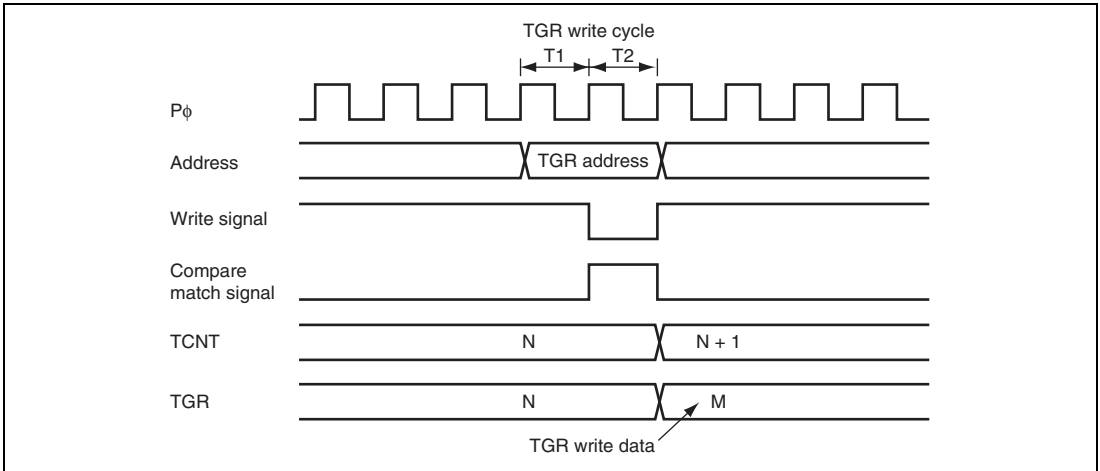 TGR write cycle
T1 T2
Pϕ
Address TGR address
Write signal
Compare
match signal
TCNT N N + 1
TGR N M
TGR write data